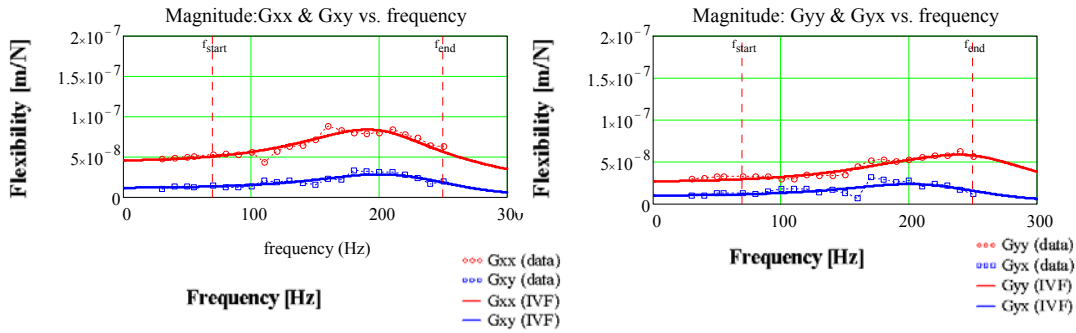 Magnitude:Gxx & Gxy vs. frequency
2×10⁻⁷
1.5×10⁻⁷
1×10⁻⁷
5×10⁻⁸
0
0 100 200 300
f_start
f_end
Flexibility [m/N]
frequency (Hz)
Frequency [Hz]
Gxx (data)
Gxy (data)
Gxx (IVF)
Gxy (IVF)
Magnitude: Gyy & Gyx vs. frequency
2×10⁻⁷
1.5×10⁻⁷
1×10⁻⁷
5×10⁻⁸
0
0 100 200 300
f_start
f_end
Flexibility [m/N]
Frequency [Hz]
Gyy (data)
Gyx (data)
Gyy (IVF)
Gyx (IVF)